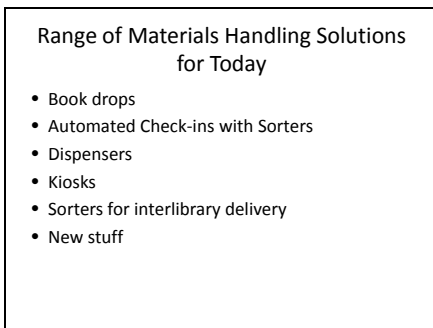 Range of Materials Handling Solutions
for Today
• Book drops
• Automated Check-ins with Sorters
• Dispensers
• Kiosks
• Sorters for interlibrary delivery
• New stuff